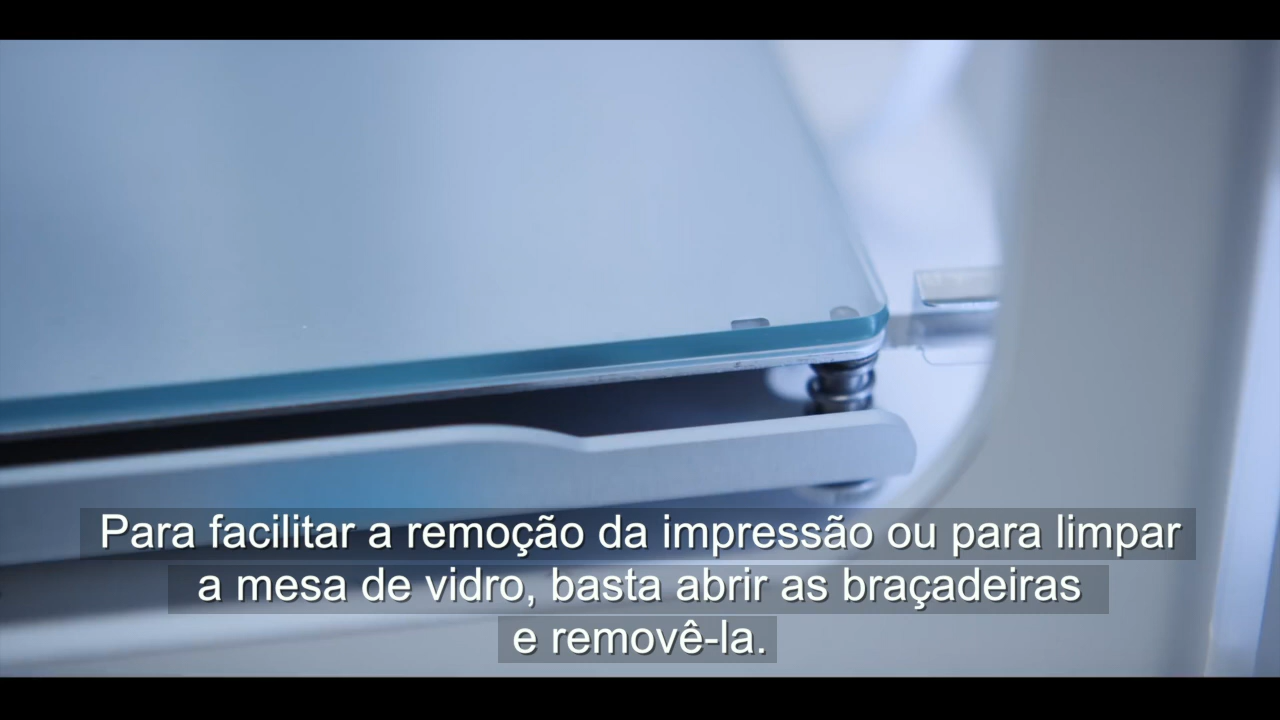 Para facilitar a remoção da impressão ou para limpar
a mesa de vidro, basta abrir as braçadeiras
e removê-la.